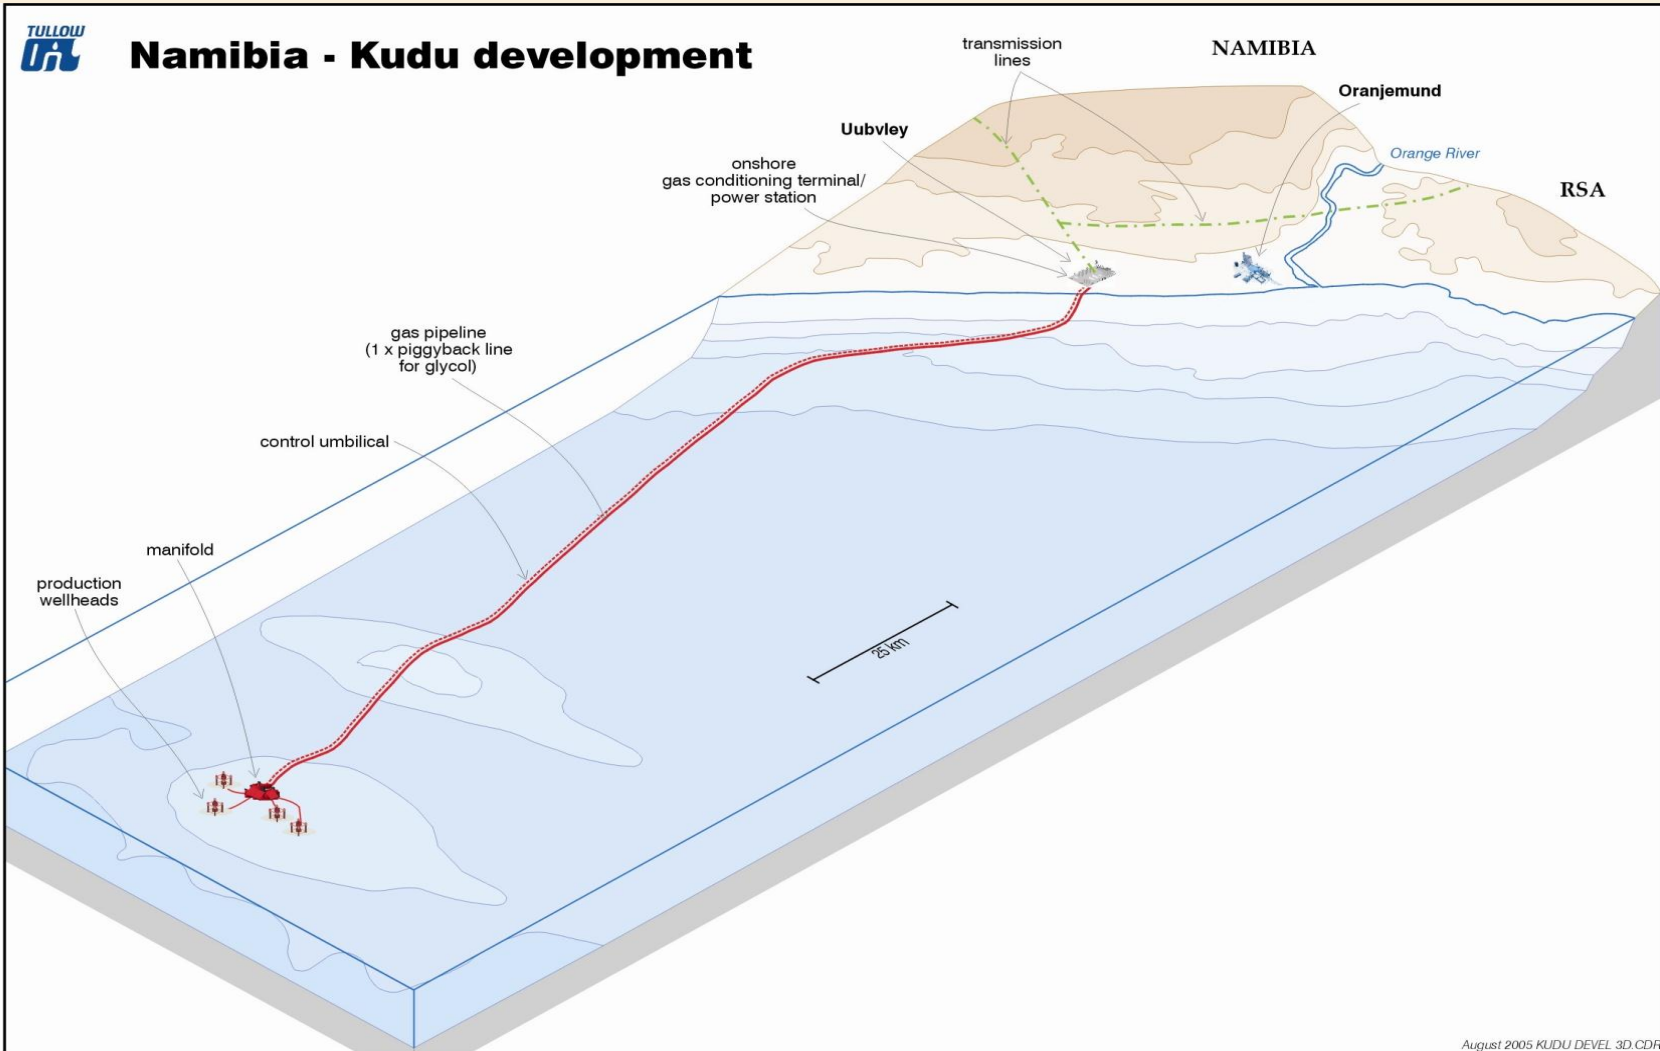 TULLOW
Oil
Namibia - Kudu development
transmission
lines
NAMIBIA
Oranjemund
Uubvley
Orange River
onshore
gas conditioning terminal/
power station
RSA
gas pipeline
(1 x piggyback line
for glycol)
control umbilical
manifold
production
wellheads
25 km
August 2005 KUDU DEVEL 3D.CDR